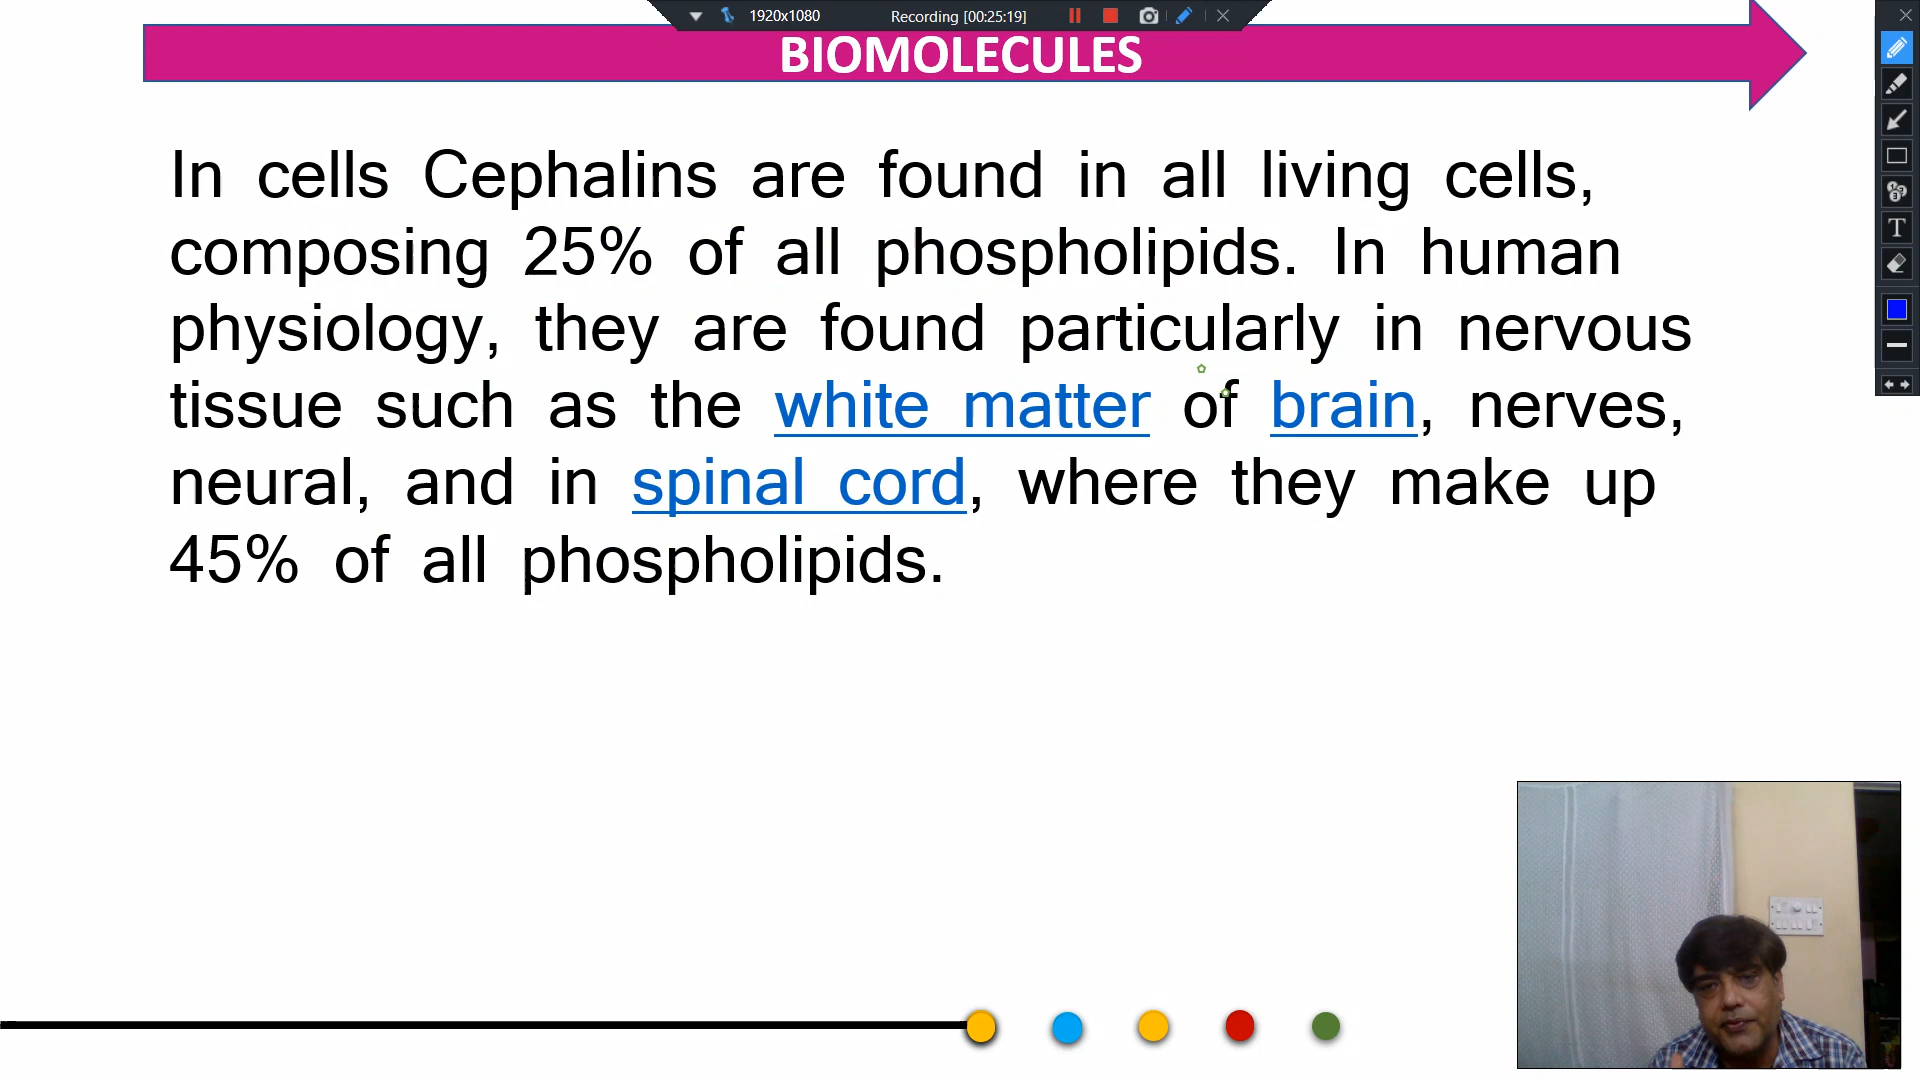 1920x1080 Recording [00:25:19]
BIOMOLECULES
In cells Cephalins are found in all living cells,
composing 25% of all phospholipids. In human
physiology, they are found particularly in nervous
tissue such as the white matter of brain, nerves,
neural, and in spinal cord, where they make up
45% of all phospholipids.